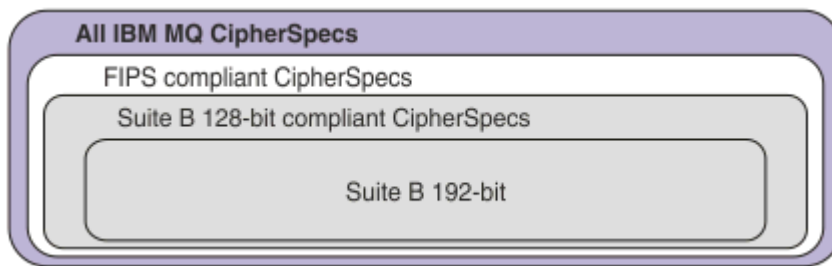 All IBM MQ CipherSpecs
FIPS compliant CipherSpecs
Suite B 128-bit compliant CipherSpecs
Suite B 192-bit